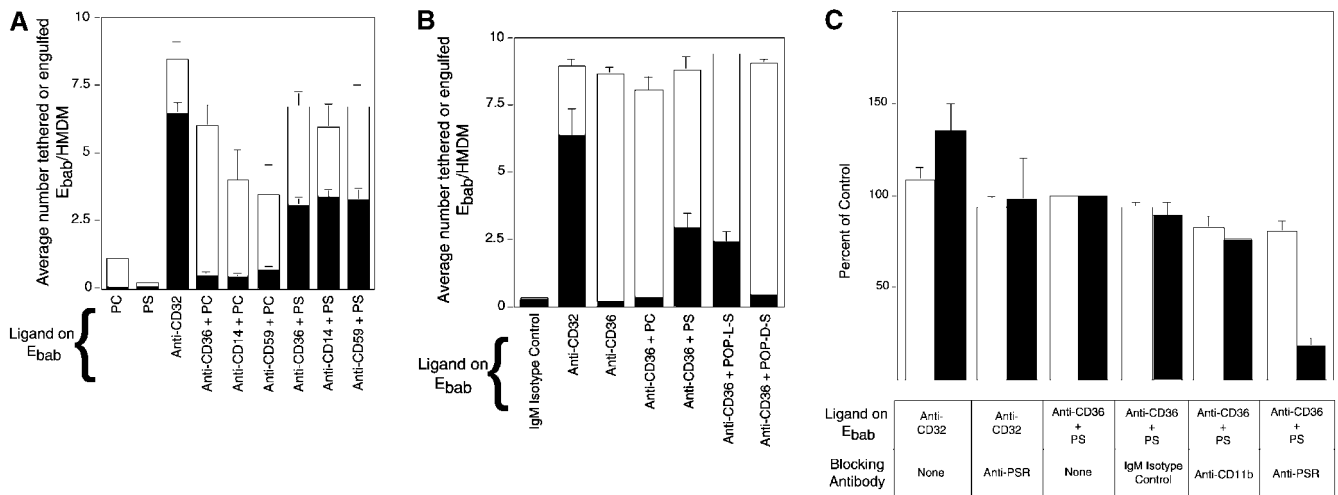 A
Average number tethered or engulfed
Ebab/HMDM
10
7.5
5
2.5
0
PC
PS
Anti-CD32
Anti-CD36 + PC
Anti-CD14 + PC
Anti-CD59 + PC
Anti-CD36 + PS
Anti-CD14 + PS
Anti-CD59 + PS
Ligand on
Ebab
{
B
Average number tethered or engulfed
Ebab/HMDM
10
7.5
5
2.5
0
IgM Isotype Control
Anti-CD32
Anti-CD36
Anti-CD36 + PC
Anti-CD36 + PS
Anti-CD36 + POP-L-S
Anti-CD36 + POP-D-S
Ligand on
Ebab
{
C
Percent of Control
150
100
50
Ligand on
Ebab
Anti-
CD32
Anti-
CD32
Anti-CD36
+
PS
Anti-CD36
+
PS
Anti-CD36
+
PS
Anti-CD36
+
PS
Blocking
Antibody
None
Anti-PSR
None
IgM Isotype
Control
Anti-CD11b
Anti-PSR